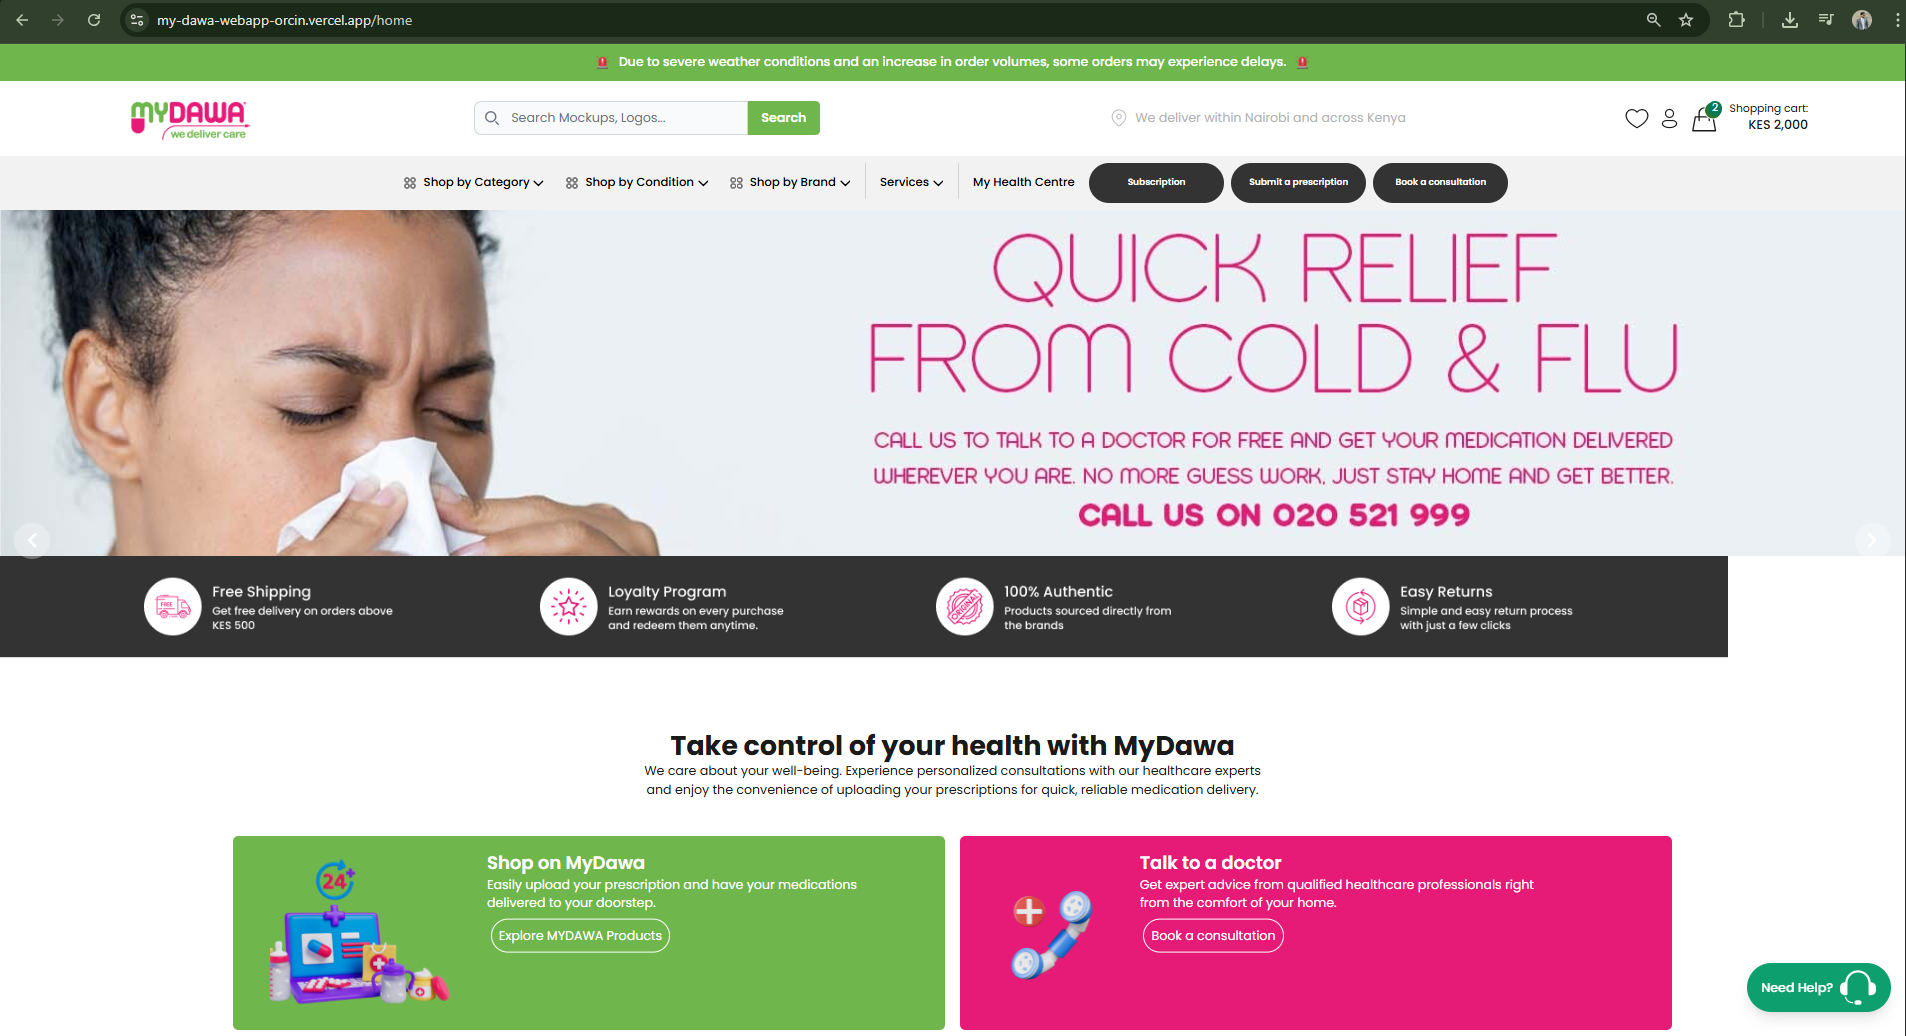 my-dawa-webapp-orcin.vercel.app/home
Due to severe weather conditions and an increase in order volumes, some orders may experience delays.
MYDAWA
we deliver care
Search Mockups, Logos...
Search
We deliver within Nairobi and across Kenya
2
Shopping cart:
KES 2,000
Shop by Category
Shop by Condition
Shop by Brand
Services
My Health Centre
Subscription
Submit a prescription
Book a consultation
QUICK RELIEF
FROM COLD & FLU
CALL US TO TALK TO A DOCTOR FOR FREE AND GET YOUR MEDICATION DELIVERED
WHEREVER YOU ARE. NO MORE GUESS WORK, JUST STAY HOME AND GET BETTER.
CALL US ON 020 521 999
FREE
Free Shipping
Get free delivery on orders above
KES 500
Loyalty Program
Earn rewards on every purchase
and redeem them anytime.
ORIGINAL
100% Authentic
Products sourced directly from
the brands
Easy Returns
Simple and easy return process
with just a few clicks
Take control of your health with MyDawa
We care about your well-being. Experience personalized consultations with our healthcare experts
and enjoy the convenience of uploading your prescriptions for quick, reliable medication delivery.
24
Shop on MyDawa
Easily upload your prescription and have your medications
delivered to your doorstep.
Explore MYDAWA Products
Talk to a doctor
Get expert advice from qualified healthcare professionals right
from the comfort of your home.
Book a consultation
Need Help?